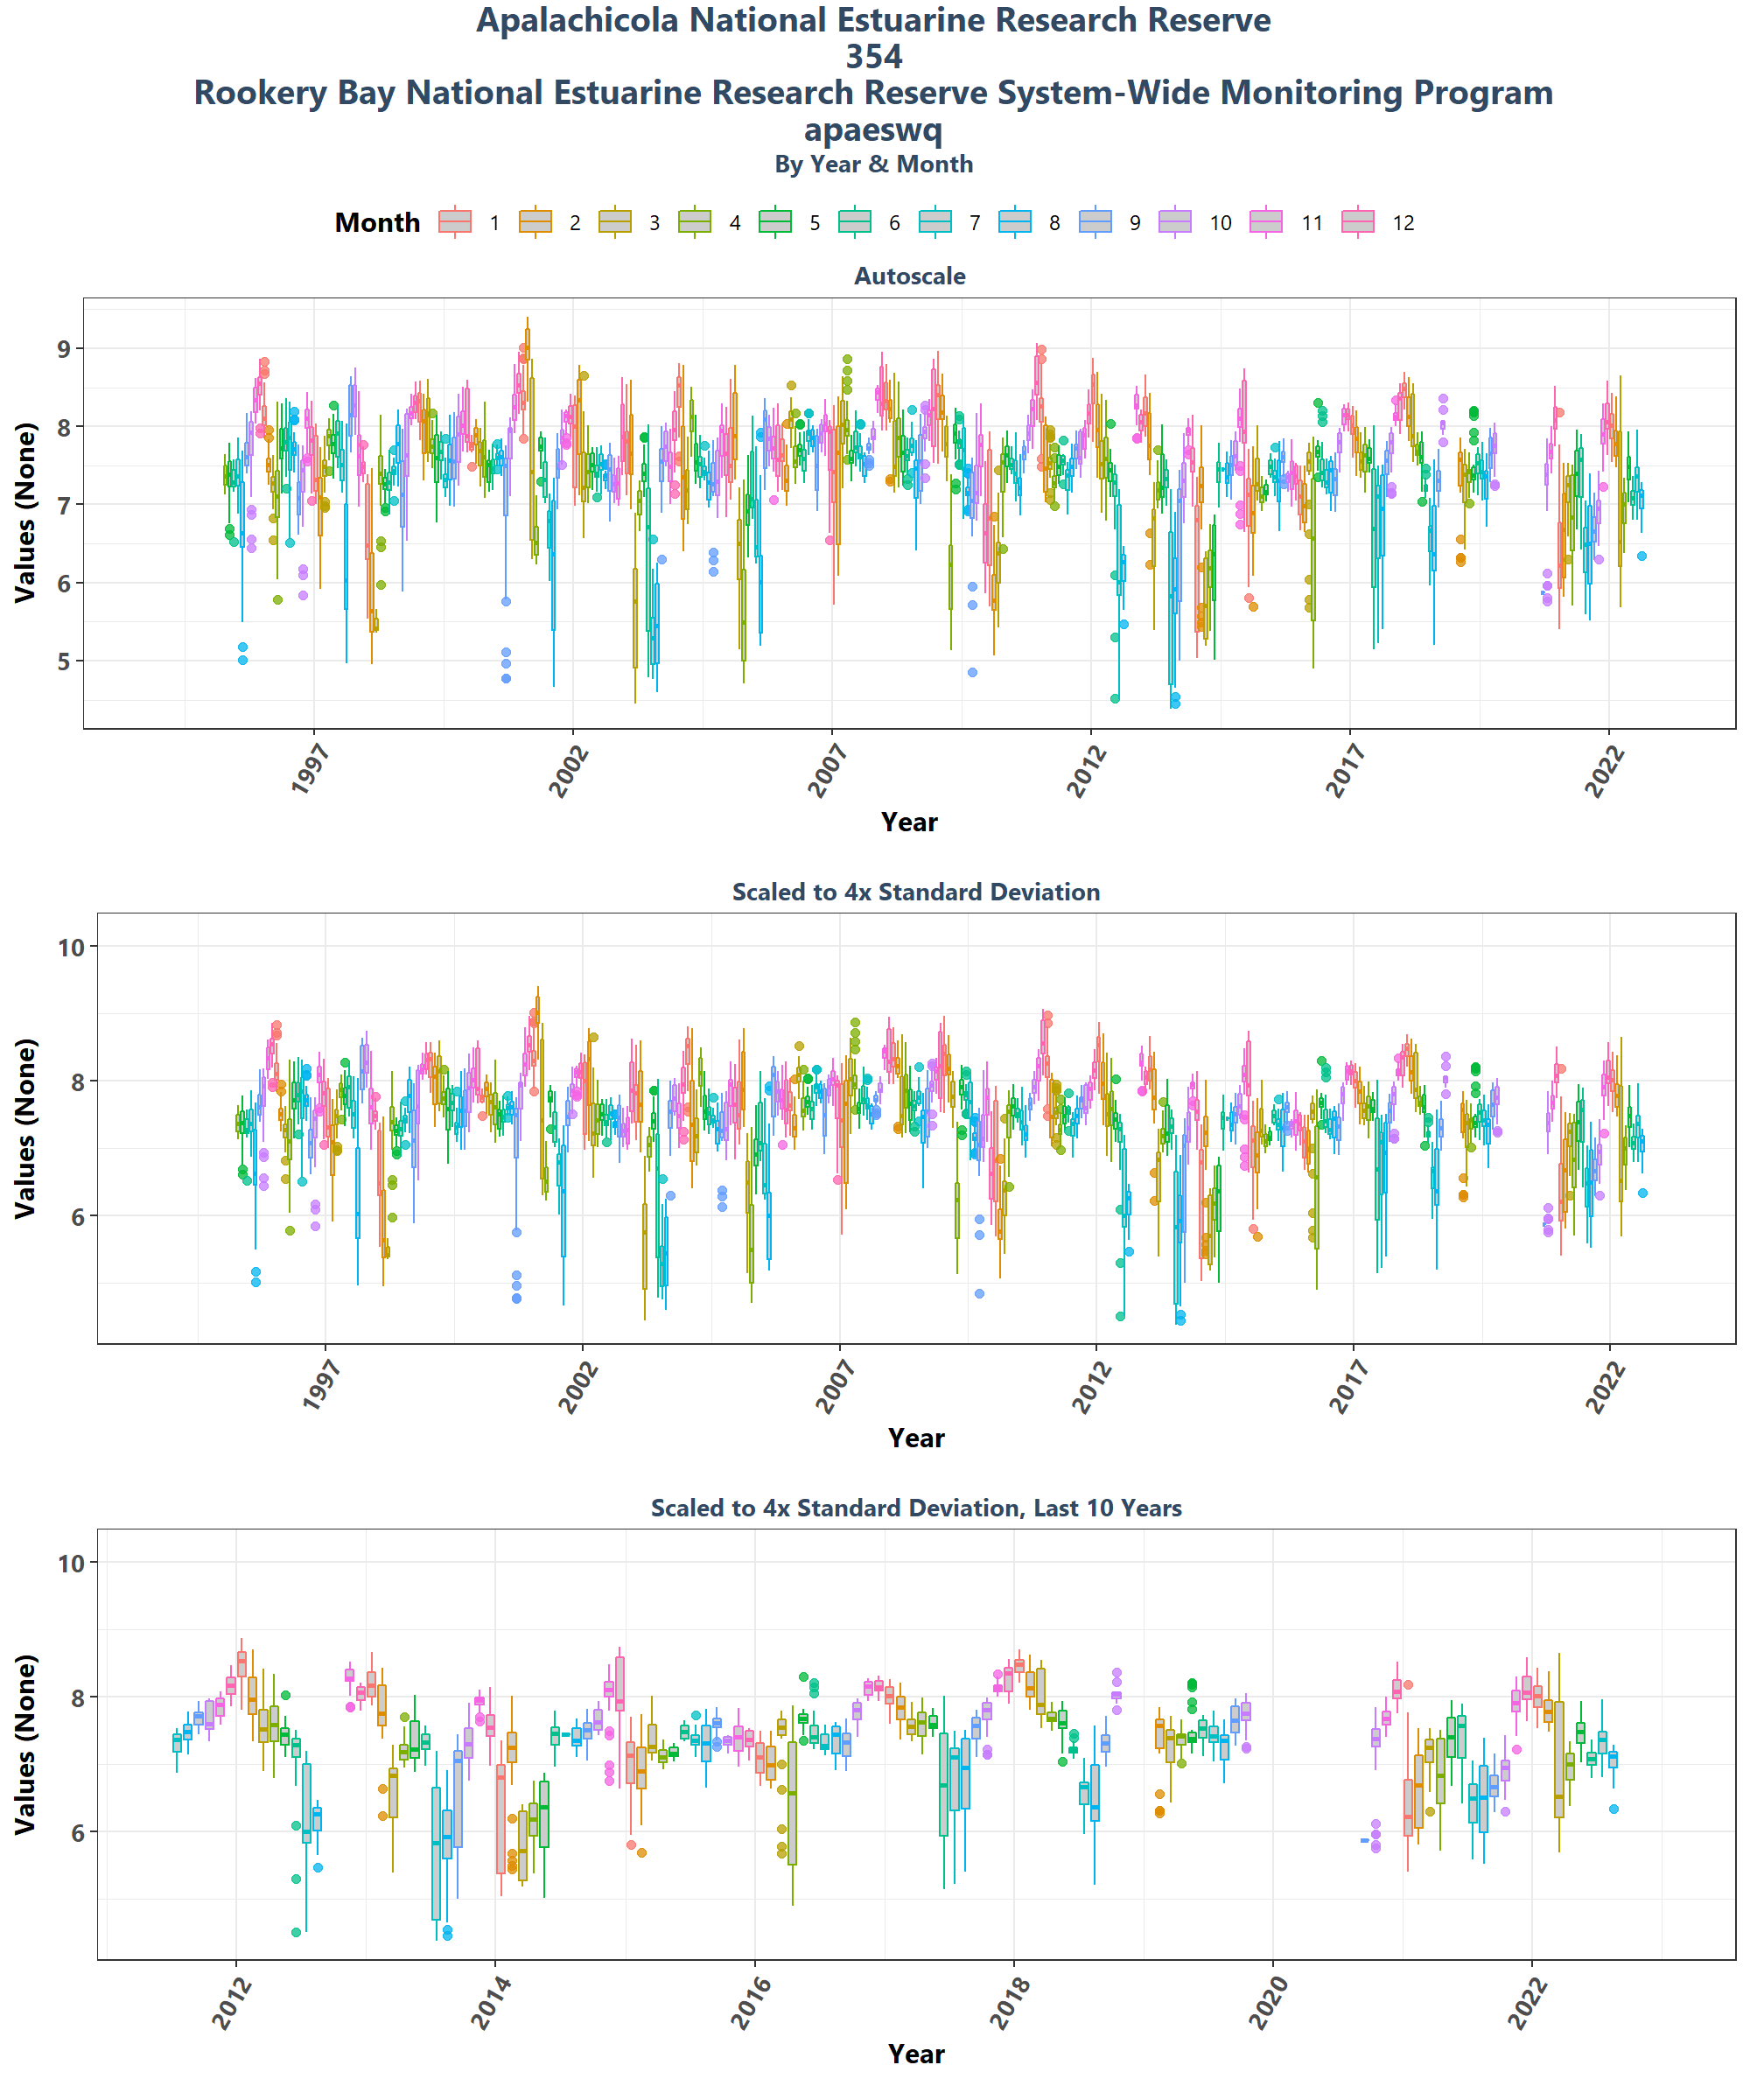 Apalachicola National Estuarine Research Reserve
354
Rookery Bay National Estuarine Research Reserve System-Wide Monitoring Program
apaeswq
By Year & Month
Month 1 2 3 4 5 6 7 8 9 10 11 12
Autoscale
Values (None)
9
8
7
6
5
1997 2002 2007 2012 2017 2022
Year
Scaled to 4x Standard Deviation
Values (None)
10
8
6
1997 2002 2007 2012 2017 2022
Year
Scaled to 4x Standard Deviation, Last 10 Years
Values (None)
10
8
6
2012 2014 2016 2018 2020 2022
Year